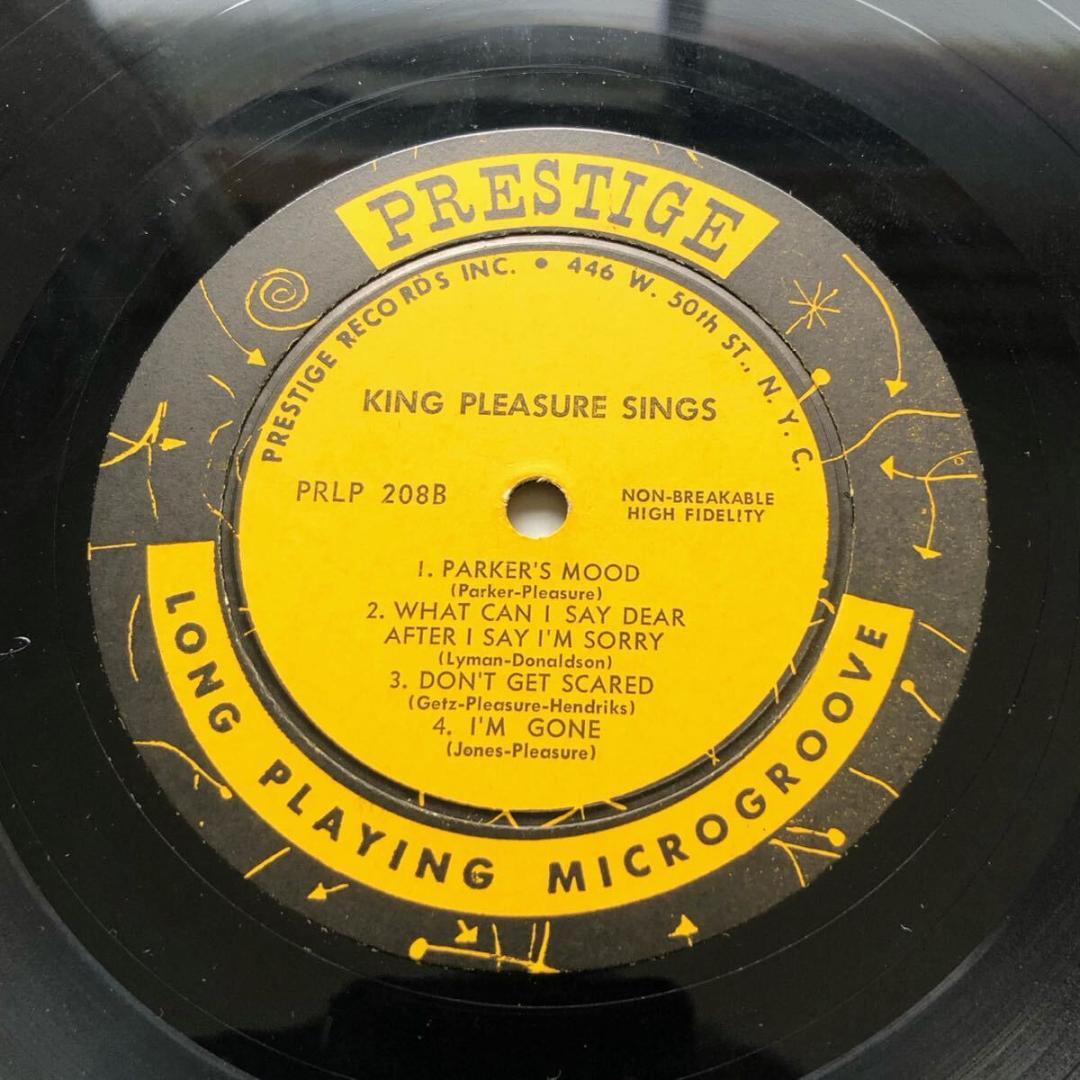 PRESTIGE
PRESTIGE RECORDS INC. • 446 W. 50th ST., N.Y.C.
KING PLEASURE SINGS
PRLP 208B
NON-BREAKABLE
HIGH FIDELITY
1. PARKER'S MOOD
(Parker-Pleasure)
2. WHAT CAN I SAY DEAR
AFTER I SAY I'M SORRY
(Lyman-Donaldson)
3. DON'T GET SCARED
(Getz-Pleasure-Hendriks)
4. I'M GONE
(Jones-Pleasure)
LONG PLAYING MICROGROOVE